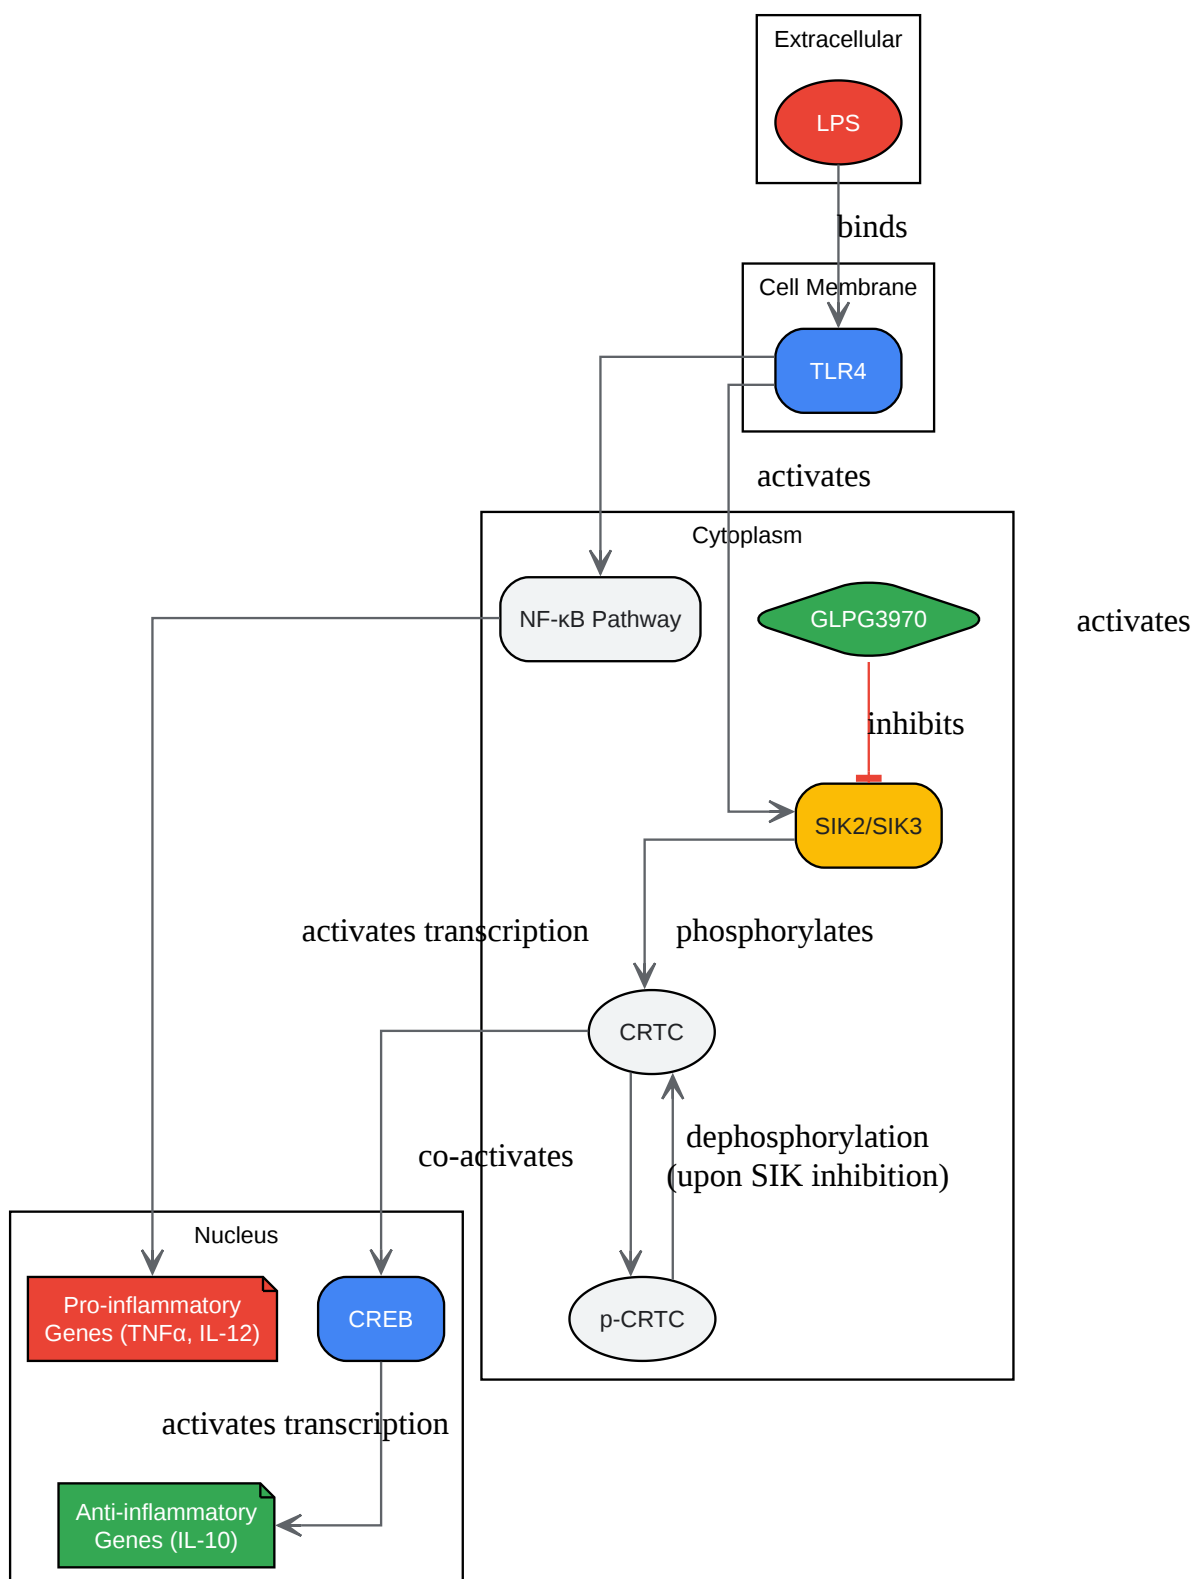 Extracellular
LPS
binds
Cell Membrane
TLR4
activates
Cytoplasm
NF-κB Pathway
GLPG3970
activates
inhibits
SIK2/SIK3
activates transcription
phosphorylates
CRTC
co-activates
dephosphorylation
(upon SIK inhibition)
Nucleus
Pro-inflammatory
Genes (TNFα, IL-12)
CREB
p-CRTC
activates transcription
Anti-inflammatory
Genes (IL-10)